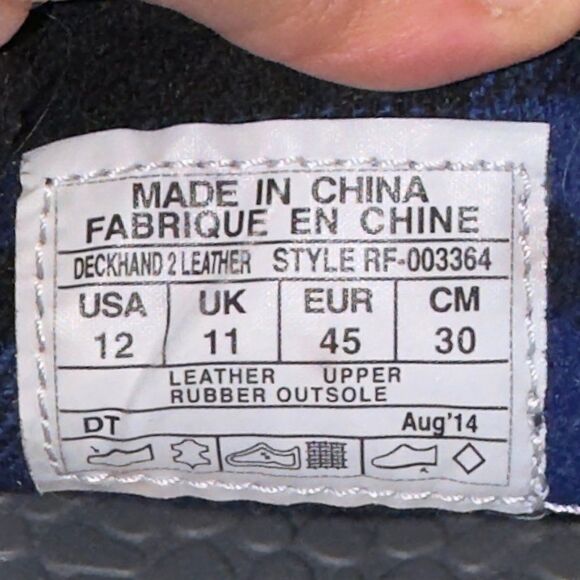 MADE IN CHINA
FABRIQUE EN CHINE
DECKHAND 2 LEATHER STYLE RF-003364
USA UK EUR CM
12 11 45 30
LEATHER UPPER
RUBBER OUTSOLE
DT Aug'14